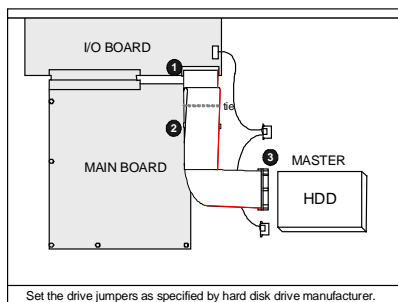 I/O BOARD
1
tie
2
3
MASTER
MAIN BOARD
HDD
Set the drive jumpers as specified by hard disk drive manufacturer.